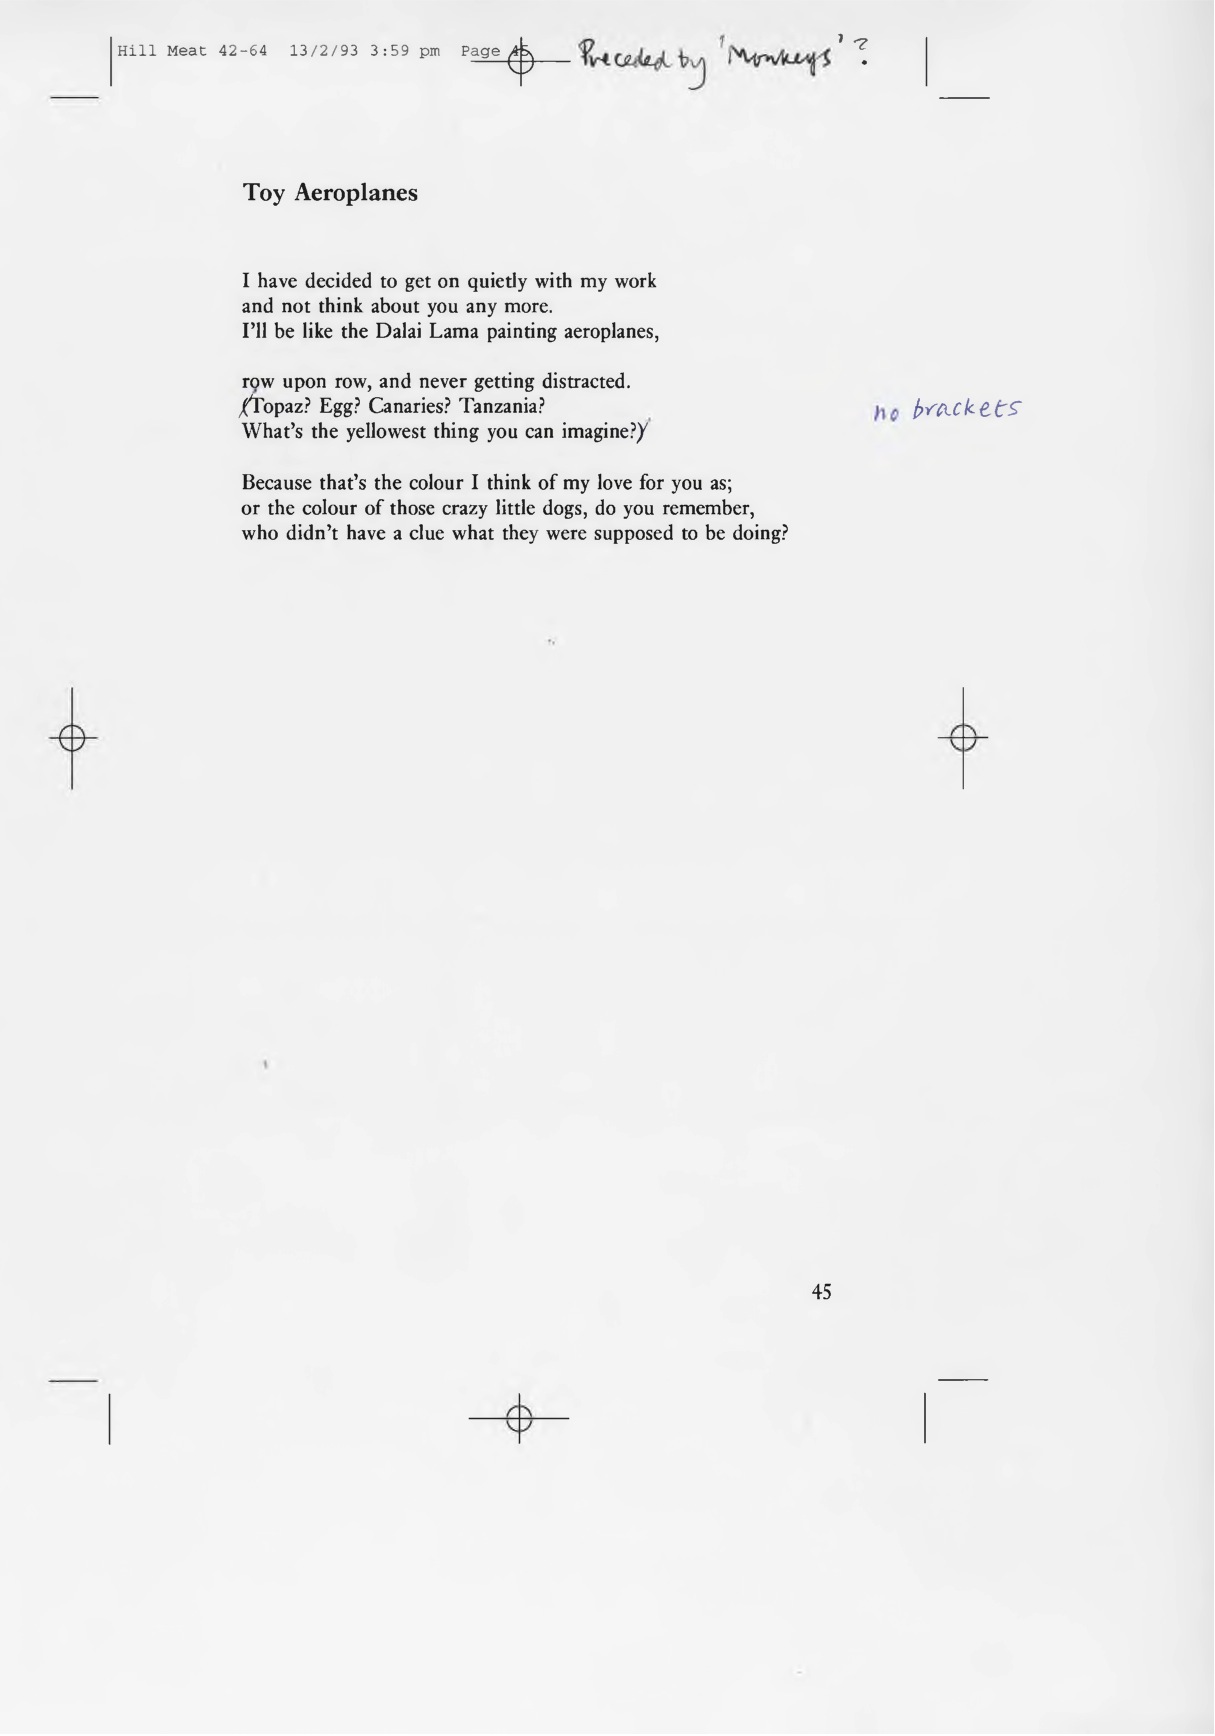 Hill Meat 42-64 13/2/93 3:59 pm Page 45 Preceded by 'Monkeys'?
Toy Aeroplanes
I have decided to get on quietly with my work
and not think about you any more.
I'll be like the Dalai Lama painting aeroplanes,
row upon row, and never getting distracted.
(Topaz? Egg? Canaries? Tanzania?
no brackets
What's the yellowest thing you can imagine?)
Because that's the colour I think of my love for you as;
or the colour of those crazy little dogs, do you remember,
who didn't have a clue what they were supposed to be doing?
45